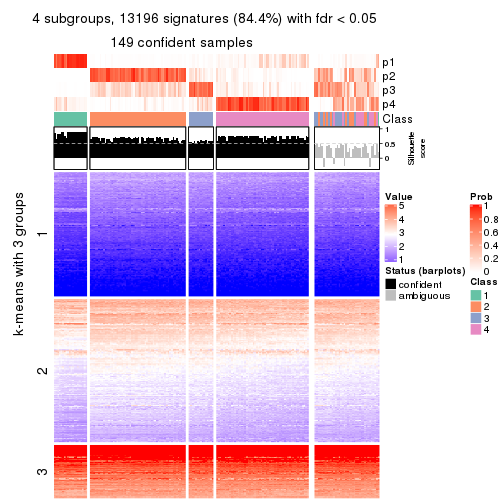 4 subgroups, 13196 signatures (84.4%) with fdr < 0.05
149 confident samples
p1
p2
p3
p4
Class
1
0.5
0
Silhouette
score
k-means with 3 groups
1
2
3
Value
5
4
3
2
1
Status (barplots)
confident
ambiguous
Prob
1
0.8
0.6
0.4
0.2
0
Class
1
2
3
4